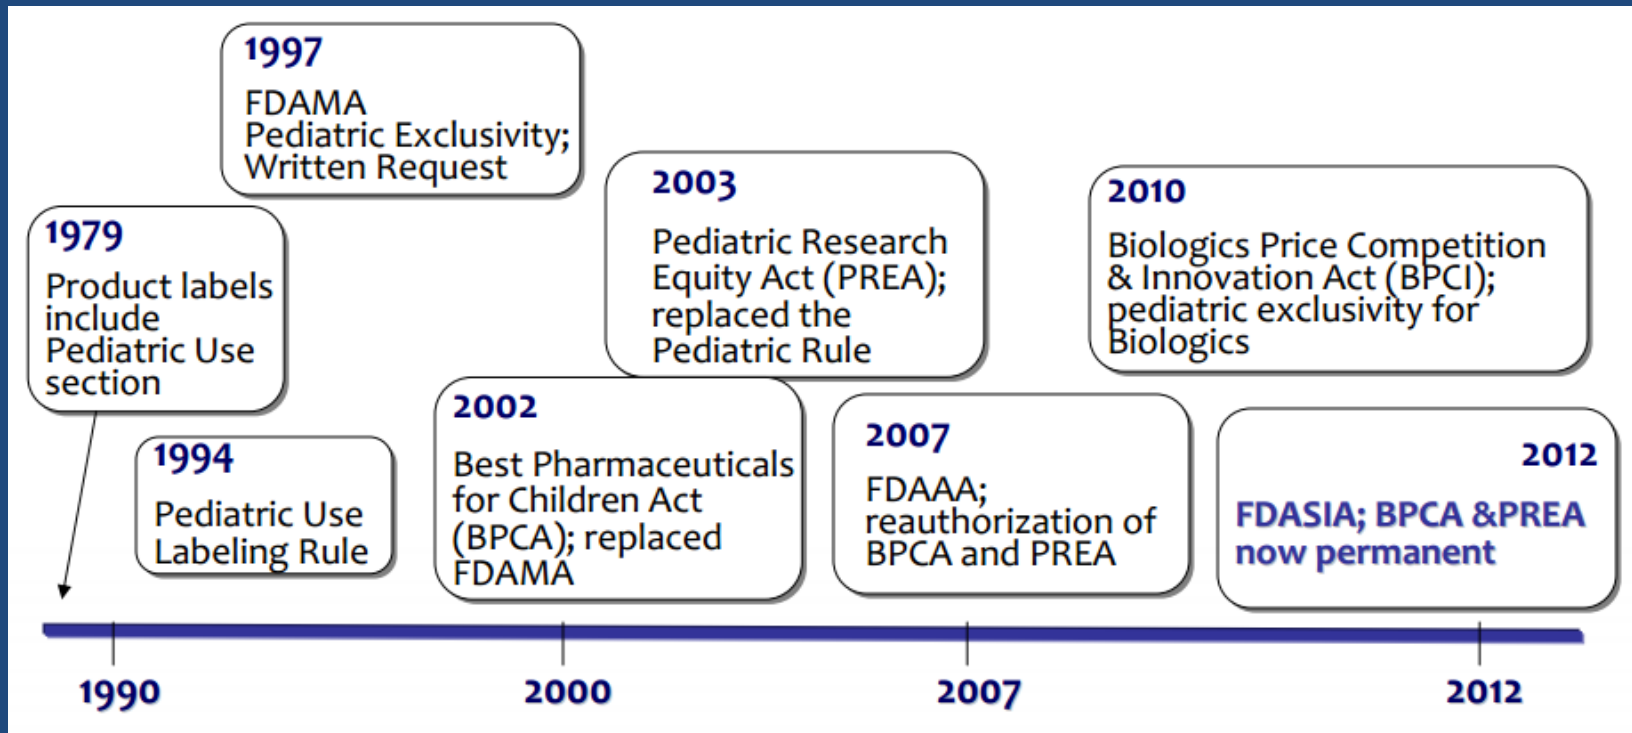 1997
FDAMA
Pediatric Exclusivity;
Written Request
1979
Product labels
include
Pediatric Use
section
2003
Pediatric Research
Equity Act (PREA);
replaced the
Pediatric Rule
2010
Biologics Price Competition
& Innovation Act (BPCI);
pediatric exclusivity for
Biologics
1994
Pediatric Use
Labeling Rule
2002
Best Pharmaceuticals
for Children Act
(BPCA); replaced
FDAMA
2007
FDAAA;
reauthorization of
BPCA and PREA
2012
FDASIA; BPCA &PREA
now permanent
1990
2000
2007
2012